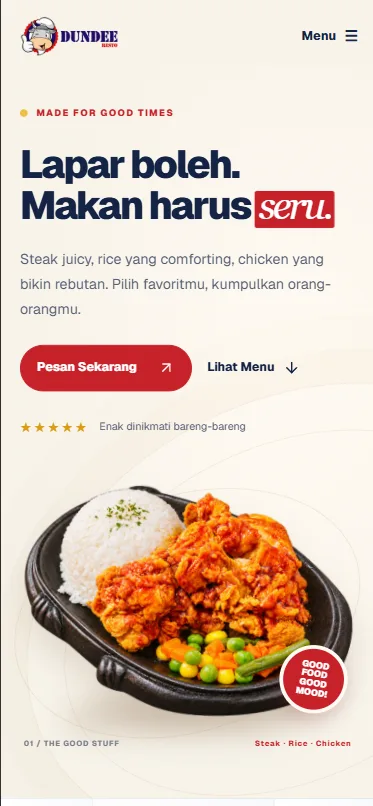 DUNDEE
RESTO
Menu
MADE FOR GOOD TIMES
Lapar boleh.
Makan harus seru.
Steak juicy, rice yang comforting, chicken yang
bikin rebutan. Pilih favoritmu, kumpulkan orang-
orangmu.
Pesan Sekarang
Lihat Menu
Enak dinikmati bareng-bareng
GOOD
FOOD
GOOD
MOOD!
01 / THE GOOD STUFF
Steak · Rice · Chicken